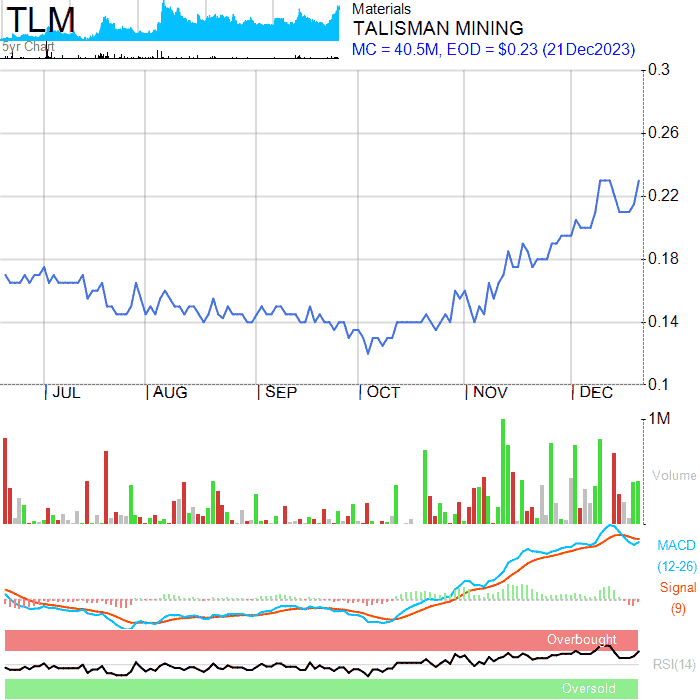 TLM
5yr Chart
Materials
TALISMAN MINING
MC = 40.5M, EOD = $0.23 (21Dec2023)
0.3
0.26
0.22
0.18
0.14
0.1
JUL
AUG
SEP
OCT
NOV
DEC
1M
Volume
MACD
(12-26)
Signal
(9)
Overbought
RSI(14)
Oversold